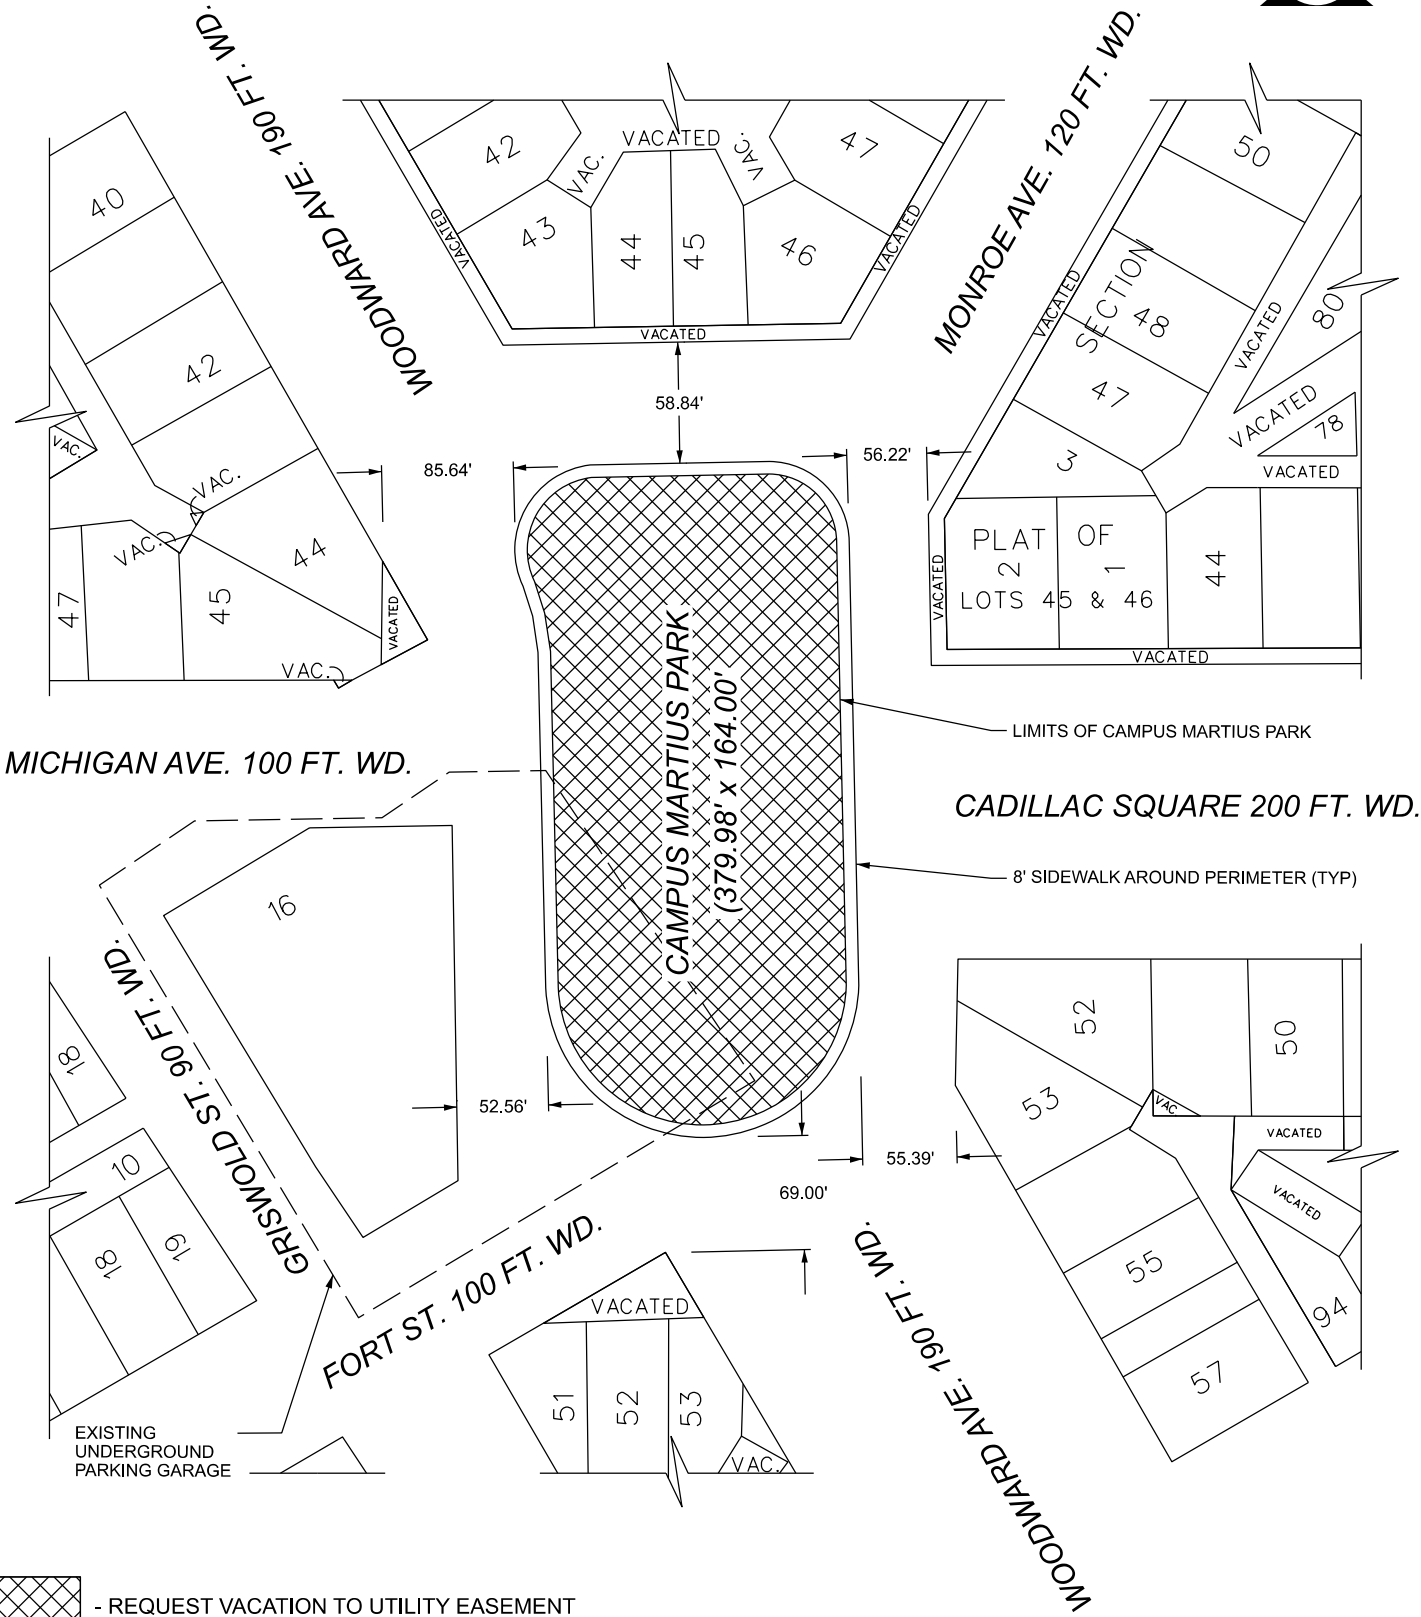 WOODWARD AVE. 190 FT. WD.
MONROE AVE. 120 FT. WD.
40
42
44
45
47
VAC.
VAC.
VAC.
VACATED
VAC.
42
43
44
45
46
47
VACATED
VAC.
VAC.
VACATED
VACATED
VACATED
50
SECTION
48
47
3
80
78
VACATED
VACATED
VACATED
VACATED
PLAT OF
2 1
LOTS 45 & 46
44
VACATED
VACATED
58.84'
85.64'
56.22'
CAMPUS MARTIUS PARK
(379.98' x 164.00')
LIMITS OF CAMPUS MARTIUS PARK
MICHIGAN AVE. 100 FT. WD.
CADILLAC SQUARE 200 FT. WD.
8' SIDEWALK AROUND PERIMETER (TYP)
16
GRISWOLD ST. 90 FT. WD.
18
10
18
19
52.56'
55.39'
69.00'
52
50
53
VAC
VACATED
VACATED
55
94
57
FORT ST. 100 FT. WD.
VACATED
51
52
53
VAC.
WOODWARD AVE. 190 FT. WD.
EXISTING
UNDERGROUND
PARKING GARAGE
- REQUEST VACATION TO UTILITY EASEMENT